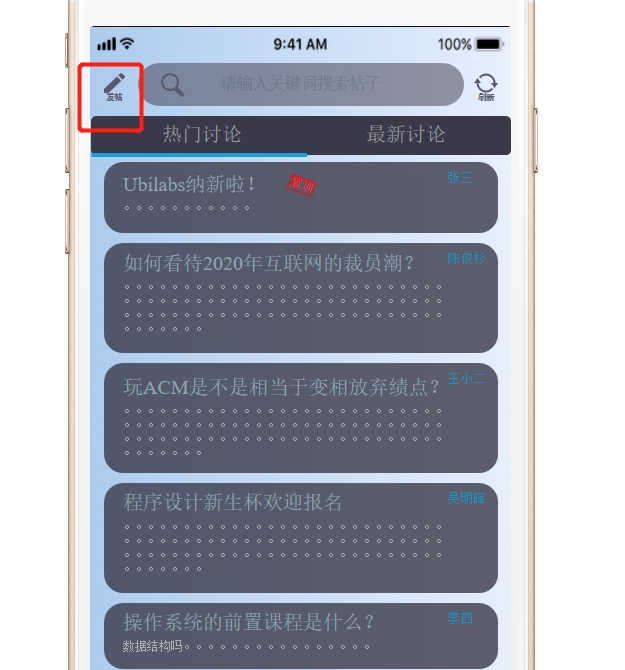 9:41 AM 100%
发帖 请输入关键词搜索帖子 刷新
热门讨论 最新讨论
Ubilabs纳新啦! 激顶 张三
。。。。。。。。。。。
如何看待2020年互联网的裁员潮? 陈俊杉
。。。。。。。。。。。。。。。。。。。。。。。。。。。
。。。。。。。。。。。。。。。。。。。。。。。。。。。
。。。。。。。。。。。。。。。。。。。。。。。。。。。
。。。。。。。
玩ACM是不是相当于变相放弃绩点? 王小二
。。。。。。。。。。。。。。。。。。。。。。。。。。。
。。。。。。。。。。。。。。。。。。。。。。。。。。。
。。。。。。。。。。。。。。。。。。。。。。。。。。。
。。。。。。。
程序设计新生杯欢迎报名 吴明晖
。。。。。。。。。。。。。。。。。。。。。。。。。。。
。。。。。。。。。。。。。。。。。。。。。。。。。。。
。。。。。。。。。。。。。。。。。。。。。。。。。。。
。。。。。。。
操作系统的前置课程是什么? 李四
数据结构吗。。。。。。。。。。。。。。。。